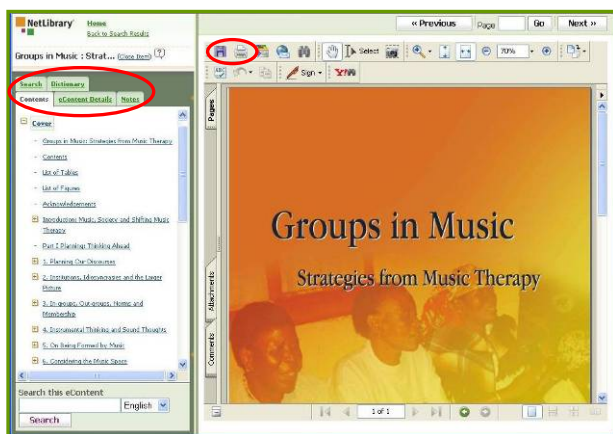 NetLibrary Home
Back to Search Results
Groups in Music : Strat... (Close Item)
Search Dictionary
Contents eContent Details Notes
Cover
Groups in Music: Strategies from Music Therapy
Contents
List of Tables
List of Figures
Acknowledgements
Introduction: Music, Society and Shifting Music
Therapy
Part I Planning: Thinking Ahead
1. Planning Our Discourses
2. Institutions, Idiosyncrasies and the Larger
Picture
3. In-groups, Out-groups, Norms and
Membership
4. Instrumental Thinking and Sound Thoughts
5. On Being Formed by Music
6. Considering the Music Space
Search this eContent
English
Search
‹‹ Previous Page Go Next ››
Select 70%
Sign
Pages
Attachments
Comments
Groups in Music
Strategies from Music Therapy
1 of 1